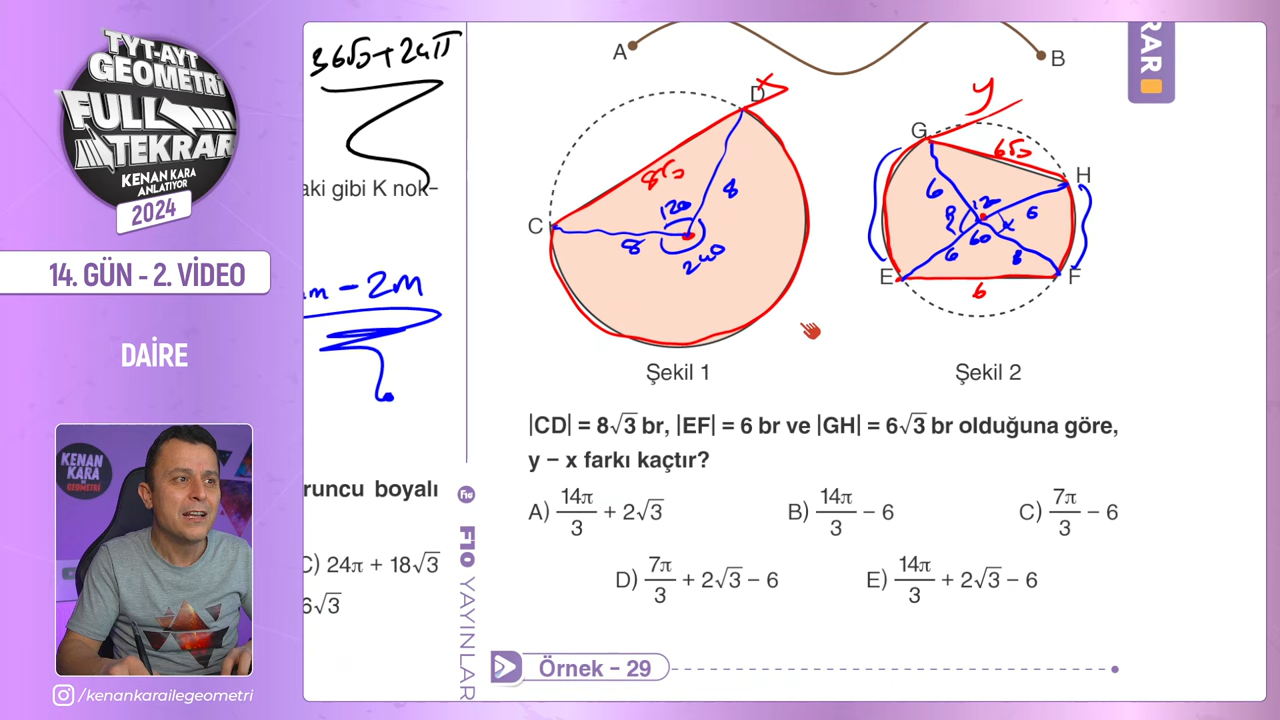 TYT-AYT
GEOMETRİ
FULL
TEKRAR
KENAN KARA
ANLATIYOR
2024
14. GÜN - 2. VİDEO
DAİRE
KENAN
KARA
/kenankarailegeometri
36√3+24π
aki gibi K nok-
m - 2m
runcu boyalı
C) 24π + 18√3
6√3
F10
F10 YAYINLAR
RAR
A
B
D
x
C
8√3
8
120
8
240
G
y
6√3
H
6
12
6
60
x
6
8
E
6
F
Şekil 1
Şekil 2
|CD| = 8√3 br, |EF| = 6 br ve |GH| = 6√3 br olduğuna göre,
y – x farkı kaçtır?
A) 14π/3 + 2√3
B) 14π/3 – 6
C) 7π/3 – 6
D) 7π/3 + 2√3 – 6
E) 14π/3 + 2√3 – 6
Örnek – 29